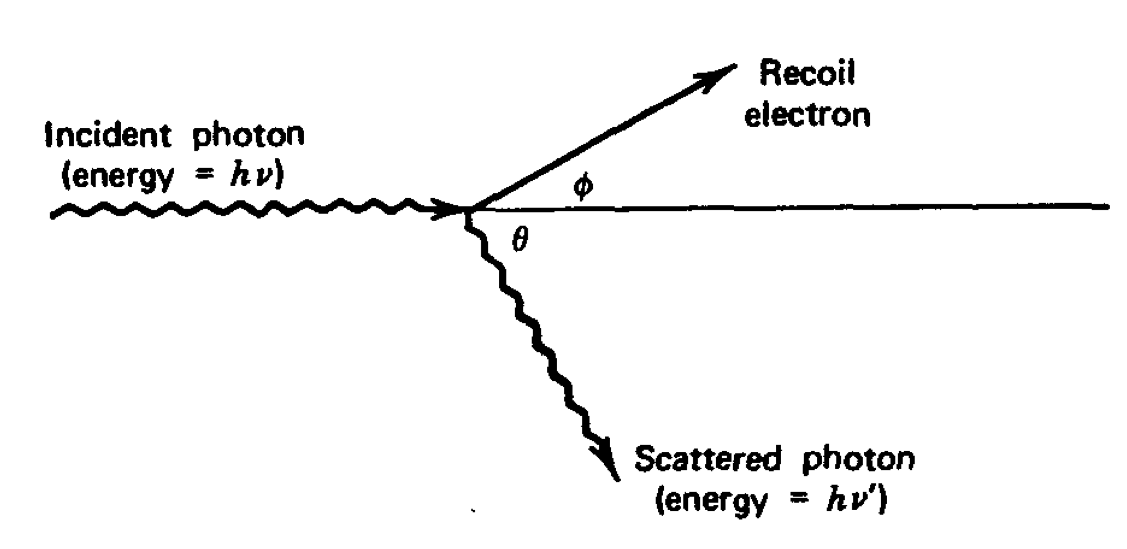 Recoil
electron
Incident photon
(energy = hν)
ϕ
θ
Scattered photon
(energy = hν′)